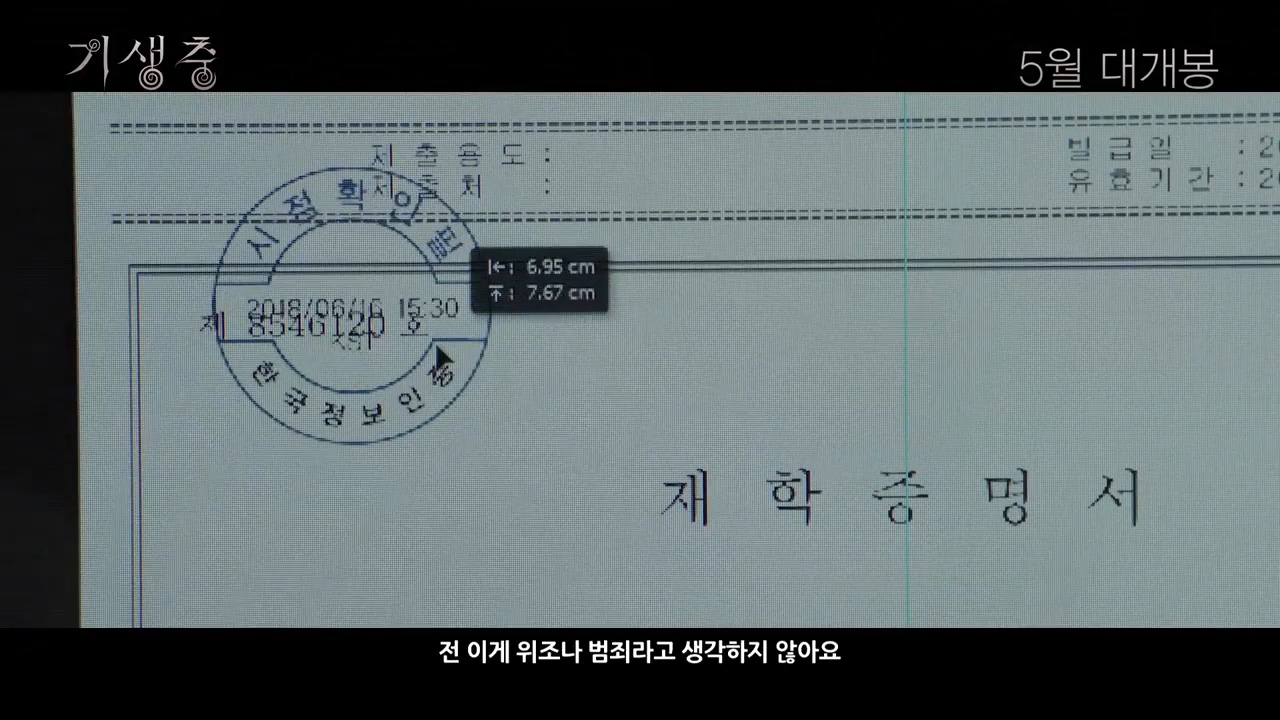 기생충
5월 대개봉
제 출 용 도 :
제 출 처 :
발 급 일 : 20
유 효 기 간 : 20
시 점 확 인 필
2018/06/16 15:30
KST
제 8546120 호
한 국 정 보 인 증
6.95 cm
7.67 cm
재 학 증 명 서
전 이게 위조나 범죄라고 생각하지 않아요